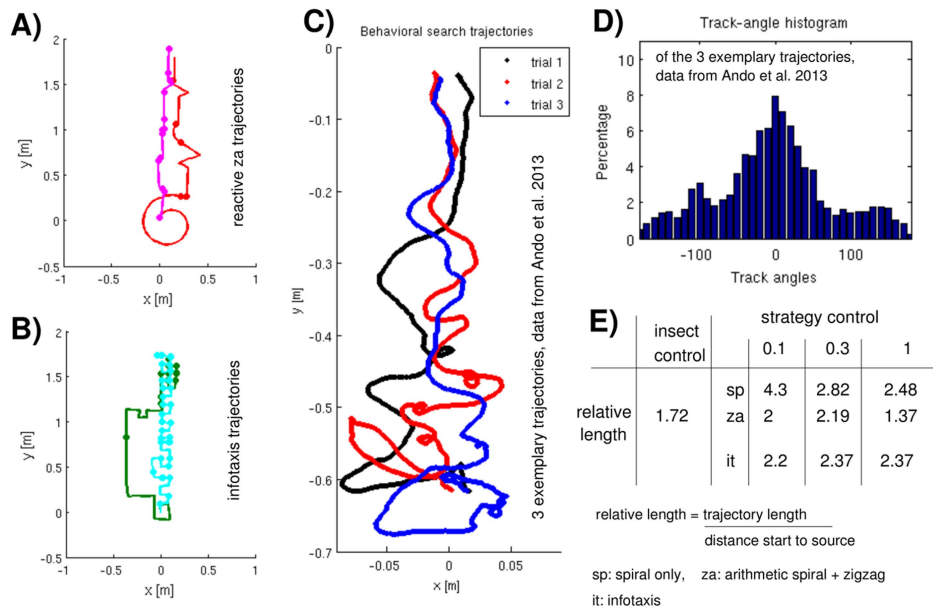 A)
2
1.5
1
0.5
0
−0.5
y [m]
−1 −0.5 0 0.5 1
x [m]
reactive za trajectories
B)
2
1.5
1
0.5
0
−0.5
y [m]
−1 −0.5 0 0.5 1
x [m]
infotaxis trajectories
C)
Behavioral search trajectories
trial 1
trial 2
trial 3
0
−0.1
−0.2
−0.3
−0.4
−0.5
−0.6
−0.7
y [m]
−0.05 0 0.05
x [m]
3 exemplary trajectories, data from Ando et al. 2013
D)
Track-angle histogram
of the 3 exemplary trajectories,
data from Ando et al. 2013
10
8
6
4
2
0
Percentage
-100 0 100
Track angles
E)
insect
control
strategy control
0.1 0.3 1
relative
length
1.72
sp 4.3 2.82 2.48
za 2 2.19 1.37
it 2.2 2.37 2.37
relative length = trajectory length
distance start to source
sp: spiral only, za: arithmetic spiral + zigzag
it: infotaxis